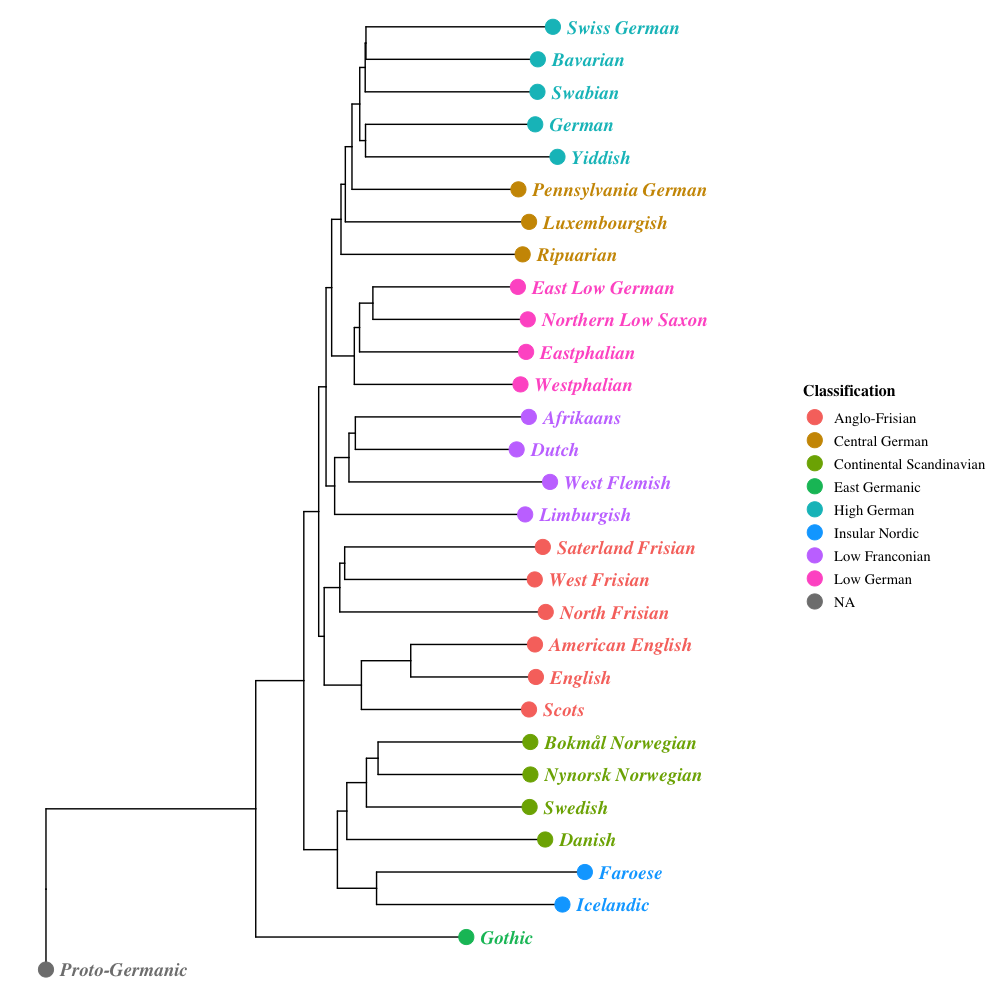 Swiss German
Bavarian
Swabian
German
Yiddish
Pennsylvania German
Luxembourgish
Ripuarian
East Low German
Northern Low Saxon
Eastphalian
Westphalian
Afrikaans
Dutch
West Flemish
Limburgish
Saterland Frisian
West Frisian
North Frisian
American English
English
Scots
Bokmål Norwegian
Nynorsk Norwegian
Swedish
Danish
Faroese
Icelandic
Gothic
Proto-Germanic
Classification
Anglo-Frisian
Central German
Continental Scandinavian
East Germanic
High German
Insular Nordic
Low Franconian
Low German
NA